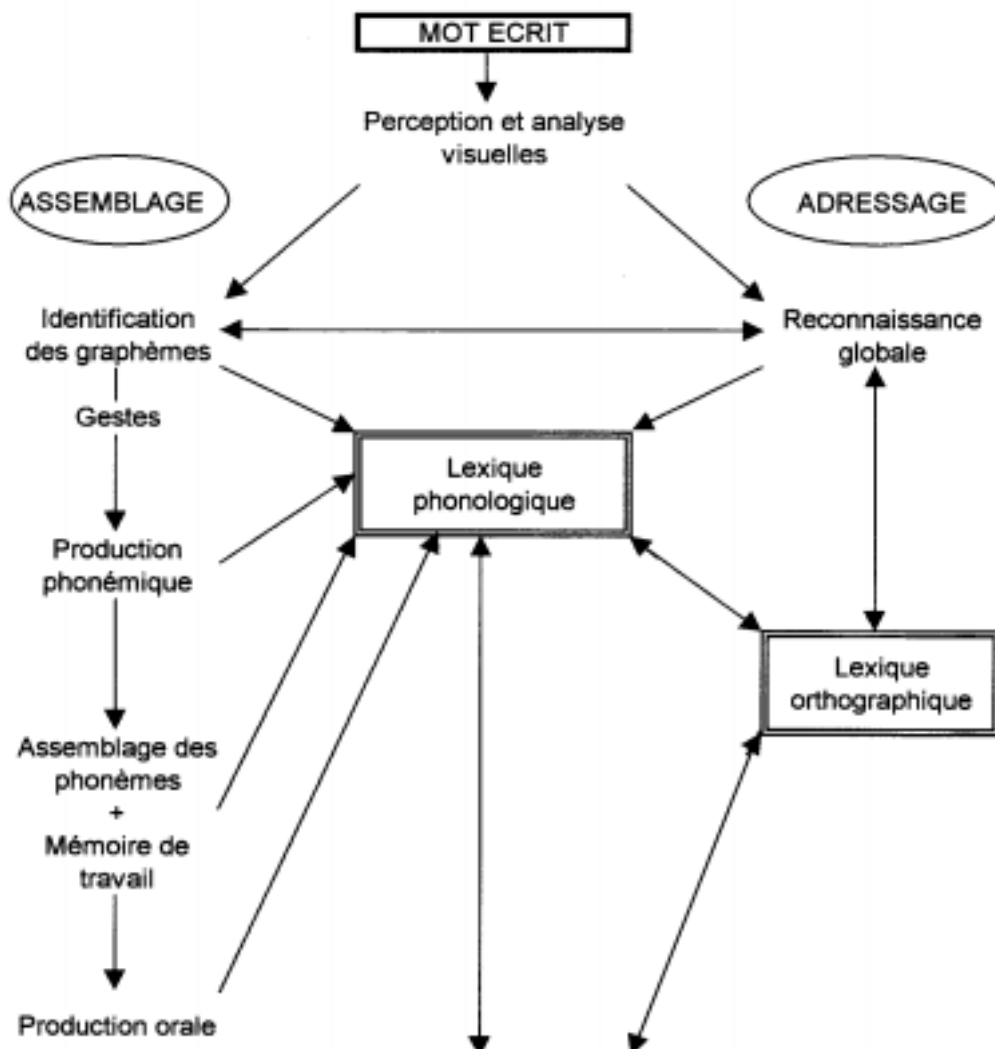 MOT ECRIT
Perception et analyse
visuelles
ASSEMBLAGE
ADRESSAGE
Identification
des graphèmes
Reconnaissance
globale
Gestes
Lexique
phonologique
Production
phonémique
Lexique
orthographique
Assemblage des
phonèmes
+
Mémoire de
travail
Production orale